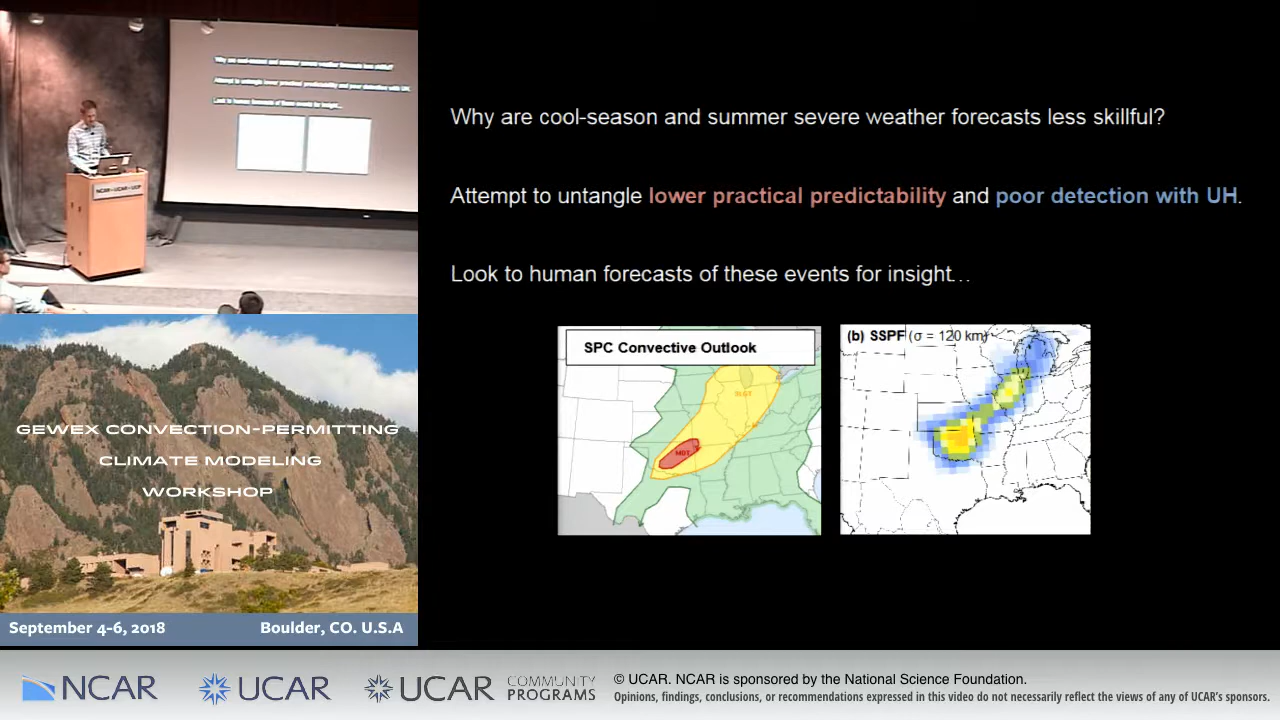 Why are cool-season and summer severe weather forecasts less skillful?
Attempt to untangle lower practical predictability and poor detection with UH.
Look to human forecasts of these events for insight…
SPC Convective Outlook
SLGT
MDT
(b) SSPF (σ = 120 km)
NCAR
GEWEX CONVECTION-PERMITTING
CLIMATE MODELING
WORKSHOP
September 4-6, 2018
Boulder, CO. U.S.A
NCAR
UCAR
UCAR
COMMUNITY
PROGRAMS
© UCAR. NCAR is sponsored by the National Science Foundation.
Opinions, findings, conclusions, or recommendations expressed in this video do not necessarily reflect the views of any of UCAR's sponsors.